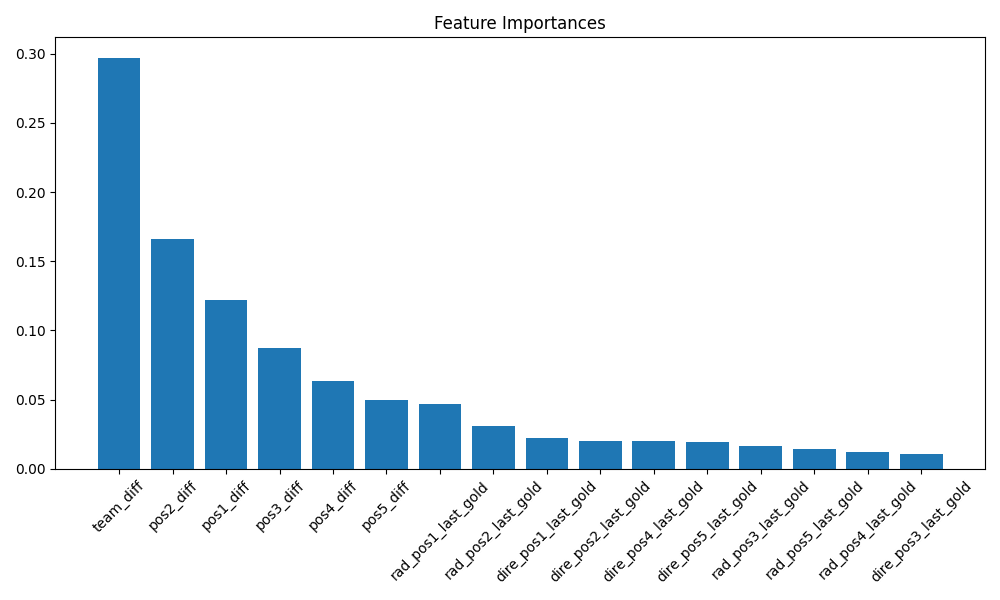 Feature Importances
0.30
0.25
0.20
0.15
0.10
0.05
0.00
team_diff
pos2_diff
pos1_diff
pos3_diff
pos4_diff
pos5_diff
rad_pos1_last_gold
rad_pos2_last_gold
dire_pos1_last_gold
dire_pos2_last_gold
dire_pos4_last_gold
dire_pos5_last_gold
rad_pos3_last_gold
rad_pos5_last_gold
rad_pos4_last_gold
dire_pos3_last_gold